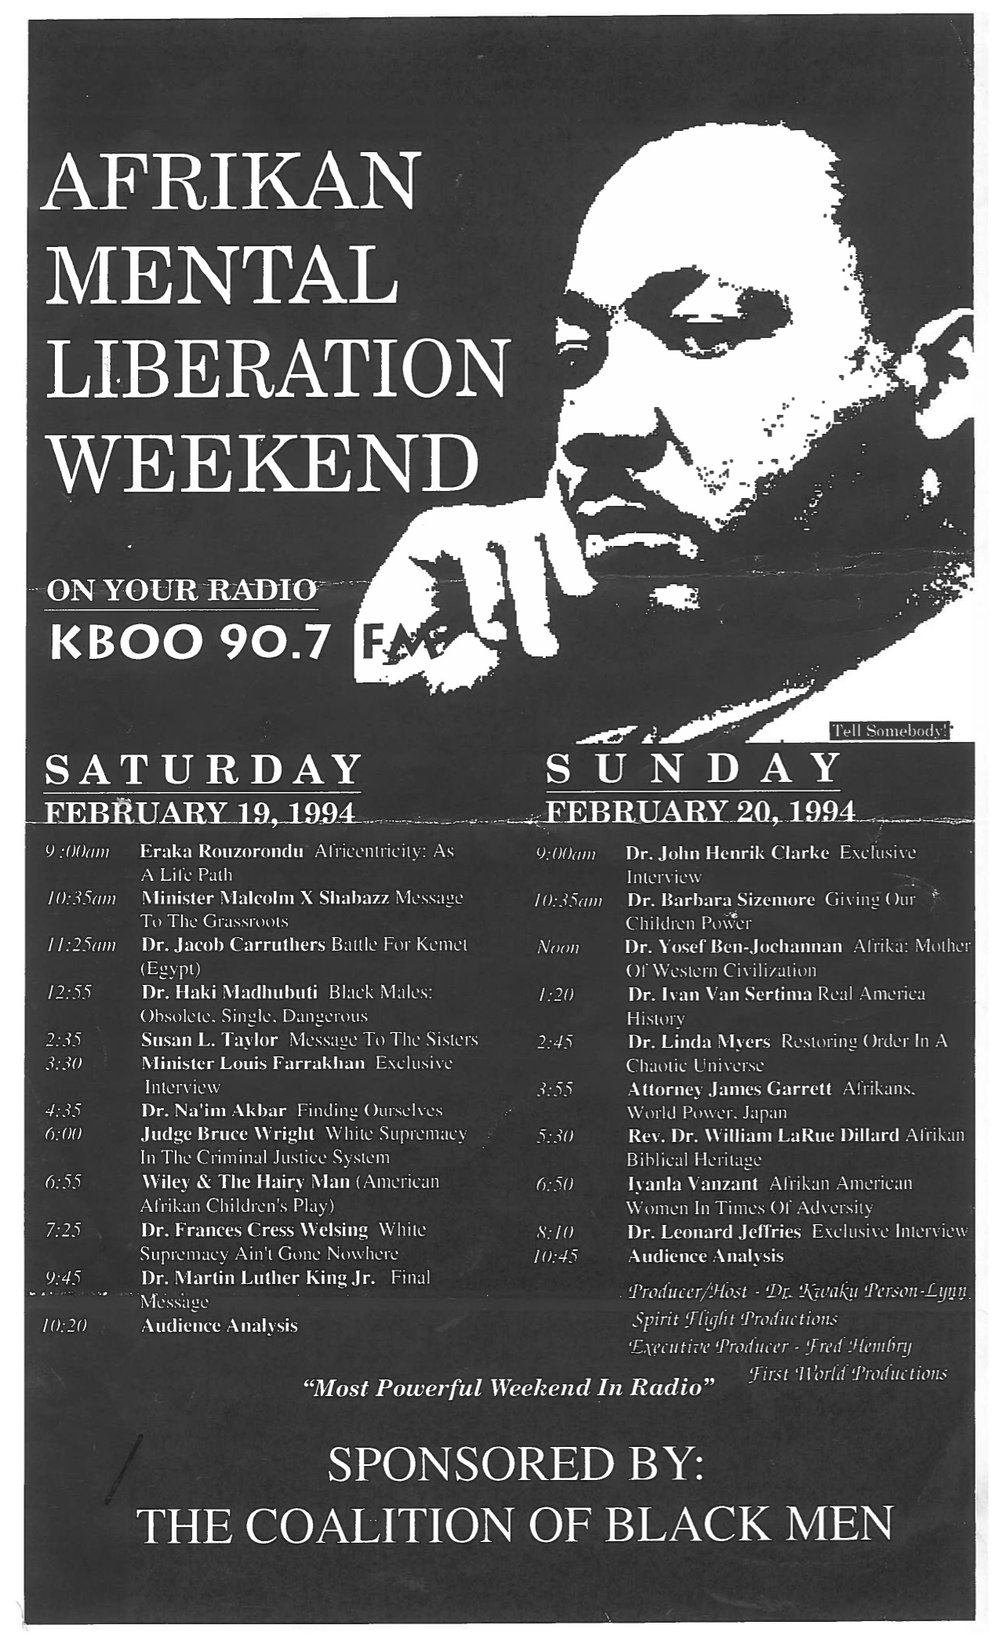 AFRIKAN
MENTAL
LIBERATION
WEEKEND
ON YOUR RADIO
KBOO 90.7 FM
Tell Somebody!
SATURDAY
FEBRUARY 19, 1994
9:00am Eraka Rouzorondu Africentricity: As
A Life Path
10:35am Minister Malcolm X Shabazz Message
To The Grassroots
11:25am Dr. Jacob Carruthers Battle For Kemet
(Egypt)
12:55 Dr. Haki Madhubuti Black Males:
Obsolete, Single, Dangerous
2:35 Susan L. Taylor Message To The Sisters
3:30 Minister Louis Farrakhan Exclusive
Interview
4:35 Dr. Na'im Akbar Finding Ourselves
6:00 Judge Bruce Wright White Supremacy
In The Criminal Justice System
6:55 Wiley & The Hairy Man (American
Afrikan Children's Play)
7:25 Dr. Frances Cress Welsing White
Supremacy Ain't Gone Nowhere
9:45 Dr. Martin Luther King Jr. Final
Message
10:20 Audience Analysis
SUNDAY
FEBRUARY 20, 1994
9:00am Dr. John Henrik Clarke Exclusive
Interview
10:35am Dr. Barbara Sizemore Giving Our
Children Power
Noon Dr. Yosef Ben-Jochannan Afrika: Mother
Of Western Civilization
1:20 Dr. Ivan Van Sertima Real America
History
2:45 Dr. Linda Myers Restoring Order In A
Chaotic Universe
3:55 Attorney James Garrett Afrikans,
World Power, Japan
5:30 Rev. Dr. William LaRue Dillard Afrikan
Biblical Heritage
6:50 Iyanla Vanzant Afrikan American
Women In Times Of Adversity
8:10 Dr. Leonard Jeffries Exclusive Interview
10:45 Audience Analysis
Producer/Host - Dr. Kwaku Person-Lynn
Spirit Flight Productions
Executive Producer - Fred Hembry
First World Productions
“Most Powerful Weekend In Radio”
SPONSORED BY:
THE COALITION OF BLACK MEN